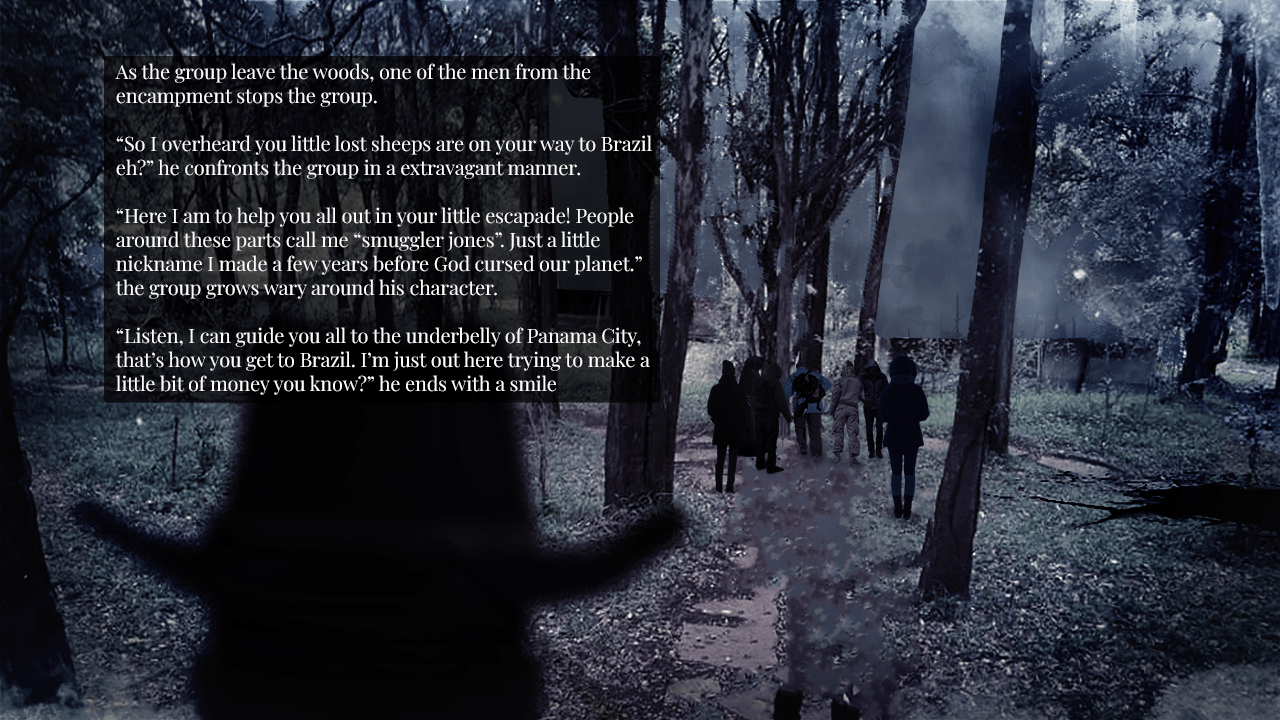 As the group leave the woods, one of the men from the
encampment stops the group.
“So I overheard you little lost sheeps are on your way to Brazil
eh?” he confronts the group in a extravagant manner.
“Here I am to help you all out in your little escapade! People
around these parts call me “smuggler jones”. Just a little
nickname I made a few years before God cursed our planet.”
the group grows wary around his character.
“Listen, I can guide you all to the underbelly of Panama City,
that’s how you get to Brazil. I’m just out here trying to make a
little bit of money you know?” he ends with a smile